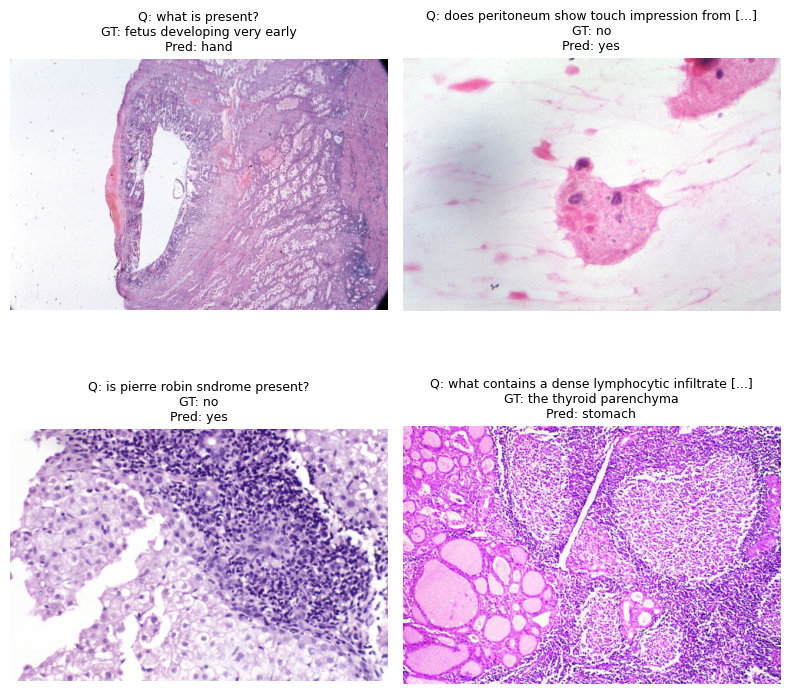 Q: what is present?
GT: fetus developing very early
Pred: hand
Q: does peritoneum show touch impression from [...]
GT: no
Pred: yes
Q: is pierre robin sndrome present?
GT: no
Pred: yes
Q: what contains a dense lymphocytic infiltrate [...]
GT: the thyroid parenchyma
Pred: stomach